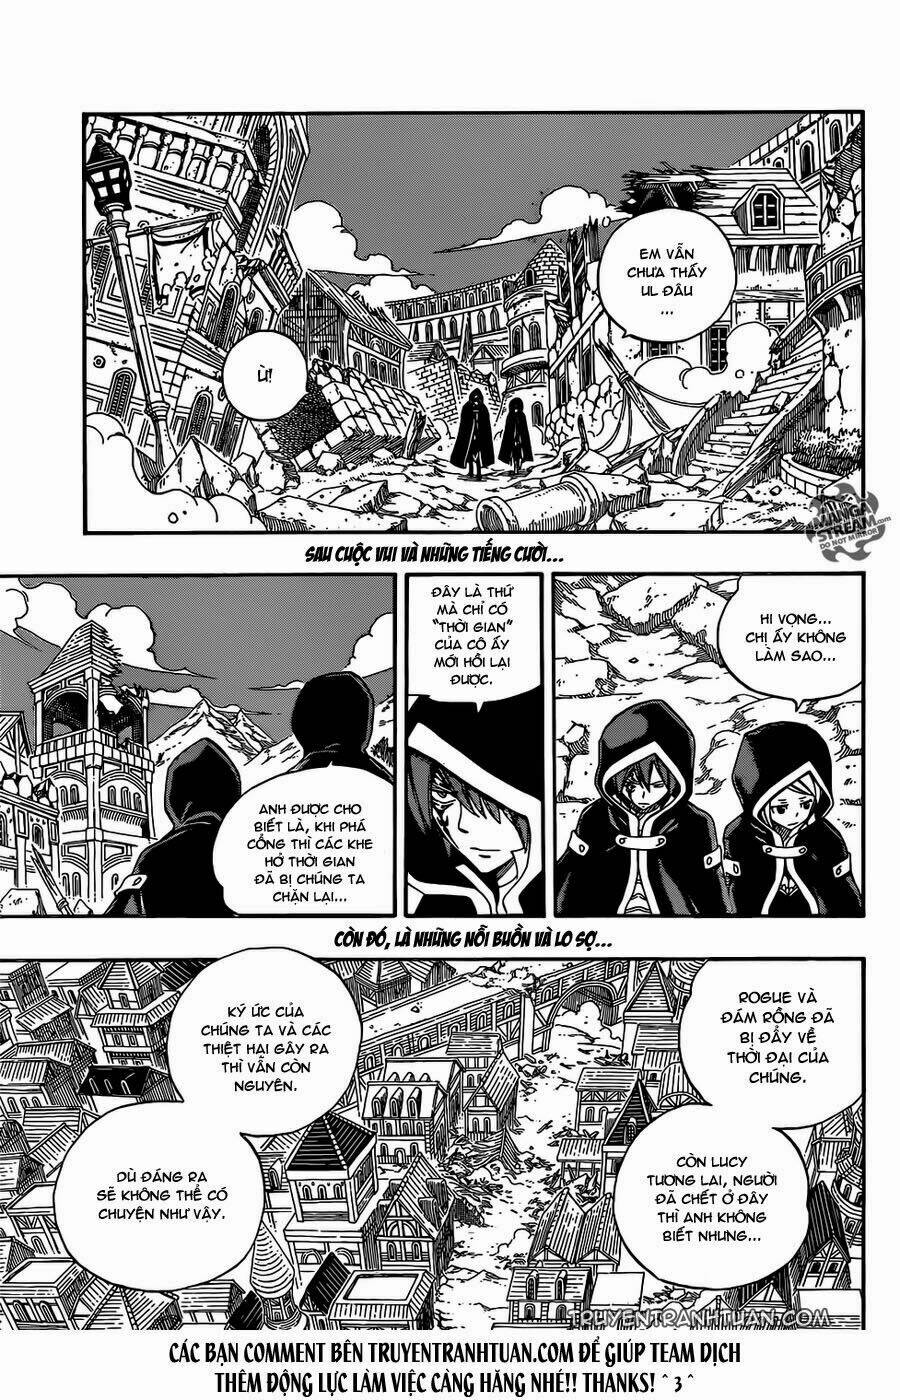 EM VẪN
CHƯA THẤY
UL ĐÂU
...
Ừ!
MANGA
STREAM.com
DO NOT MIRROR
SAU CUỘC VUI VÀ NHỮNG TIẾNG CƯỜI...
HI VỌNG...
CHỊ ẤY KHÔNG
LÀM SAO...
ĐÂY LÀ THỨ
MÀ CHỈ CÓ
"THỜI GIAN"
CỦA CÔ ẤY
MỚI HỒI LẠI
ĐƯỢC.
ANH ĐƯỢC CHO
BIẾT LÀ, KHI PHÁ
CỔNG THÌ CÁC KHE
HỞ THỜI GIAN
ĐÃ BỊ CHÚNG TA
CHẶN LẠI...
CÒN ĐÓ, LÀ NHỮNG NỖI BUỒN VÀ LO SỢ...
ROGUE VÀ
ĐÁM RỒNG ĐÃ
BỊ ĐẨY VỀ
THỜI ĐẠI CỦA
CHÚNG.
CÒN LUCY
TƯƠNG LAI, NGƯỜI
ĐÃ CHẾT Ở ĐÂY
THÌ ANH KHÔNG
BIẾT NHƯNG...
KÝ ỨC CỦA
CHÚNG TA VÀ CÁC
THIỆT HẠI GÂY RA
THÌ VẪN CÒN
NGUYÊN.
DÙ ĐÁNG RA
SẼ KHÔNG THỂ CÓ
CHUYỆN NHƯ VẬY.
TRUYENTRANHTUAN.COM
CÁC BẠN COMMENT BÊN TRUYENTRANHTUAN.COM ĐỂ GIÚP TEAM DỊCH
THÊM ĐỘNG LỰC LÀM VIỆC CÀNG HĂNG NHÉ!! THANKS! ^ 3 ^